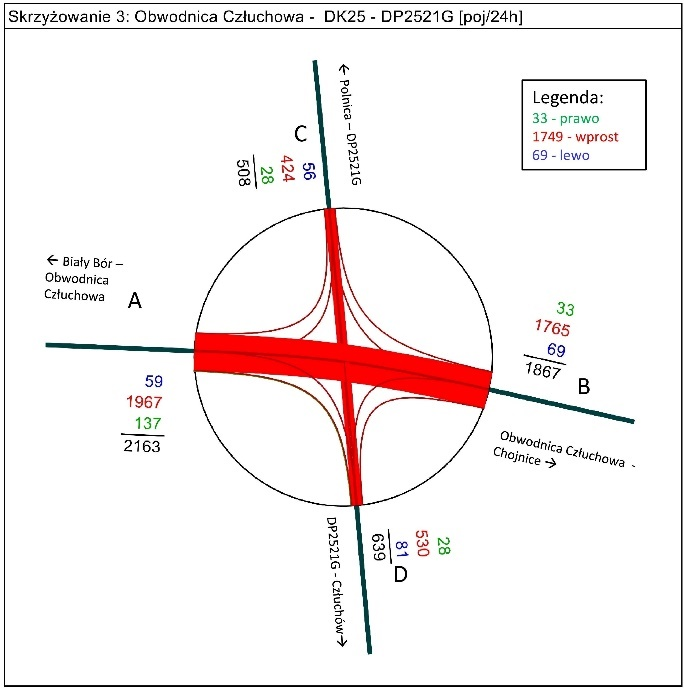 Skrzyżowanie 3: Obwodnica Człuchowa - DK25 - DP2521G [poj/24h]
Legenda:
33 - prawo
1749 - wprost
69 - lewo
← Polnica – DP2521G
C
56
424
28
508
← Biały Bór –
Obwodnica
Człuchowa
A
59
1967
137
2163
33
1765
69
1867
B
Obwodnica Człuchowa -
Chojnice →
DP2521G - Człuchów→
28
530
81
639
D